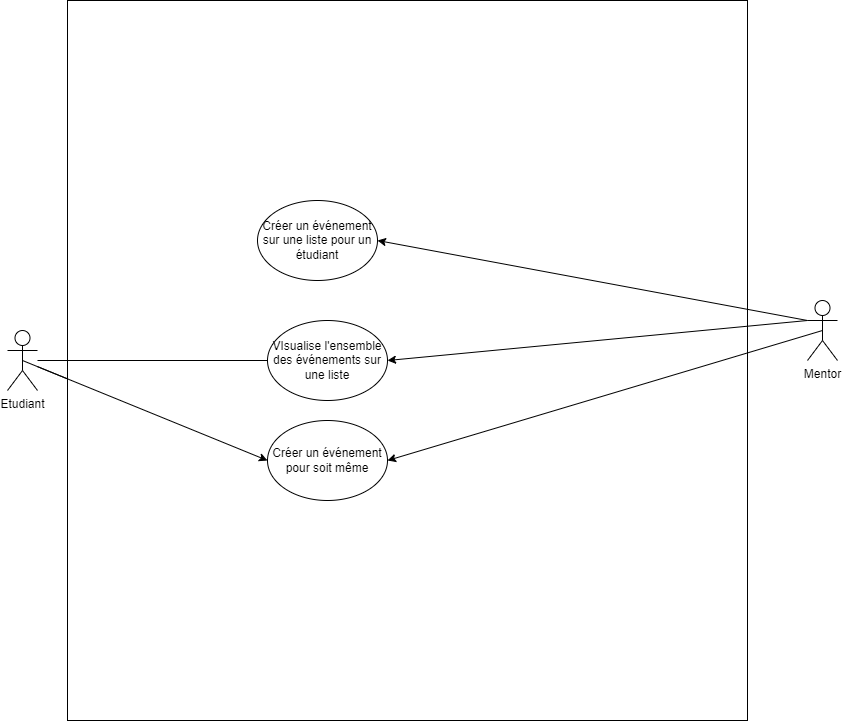 Créer un événement
sur une liste pour un
étudiant
VIsualise l'ensemble
des événements sur
une liste
Mentor
Etudiant
Créer un événement
pour soit même